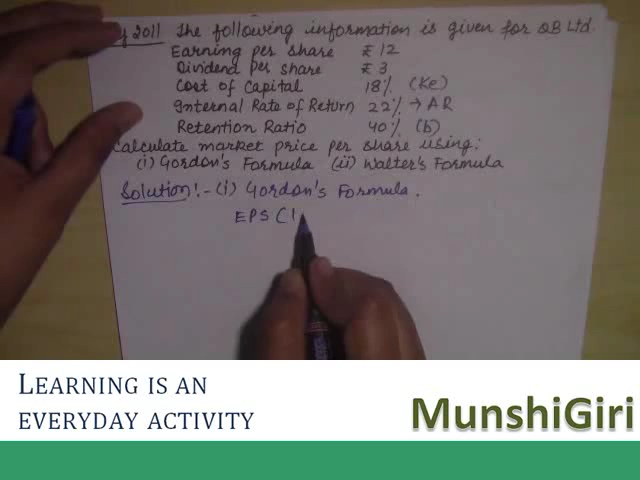 y 2011 The following information is given for QB Ltd.
Earning per share ₹ 12
Dividend per share ₹ 3
Cost of Capital 18% (Ke)
Internal Rate of Return 22% → AR
Retention Ratio 40% (b)
Calculate market price per share using:
(i) Gordon's Formula (ii) Walter's Formula
Solution:- (i) Gordon's Formula.
EPS (1
LEARNING IS AN
EVERYDAY ACTIVITY
MunshiGiri